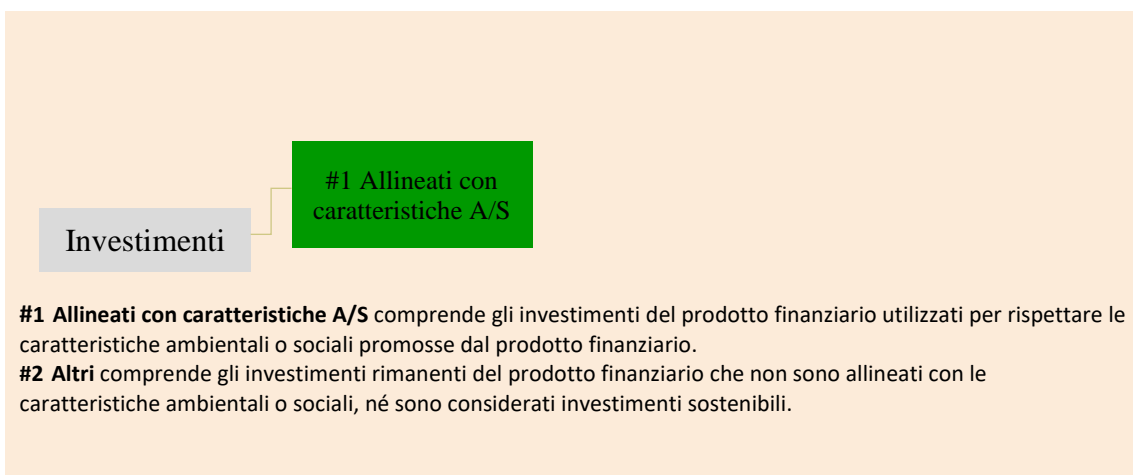 #1 Allineati con
caratteristiche A/S
Investimenti
#1 Allineati con caratteristiche A/S comprende gli investimenti del prodotto finanziario utilizzati per rispettare le
caratteristiche ambientali o sociali promosse dal prodotto finanziario.
#2 Altri comprende gli investimenti rimanenti del prodotto finanziario che non sono allineati con le
caratteristiche ambientali o sociali, né sono considerati investimenti sostenibili.